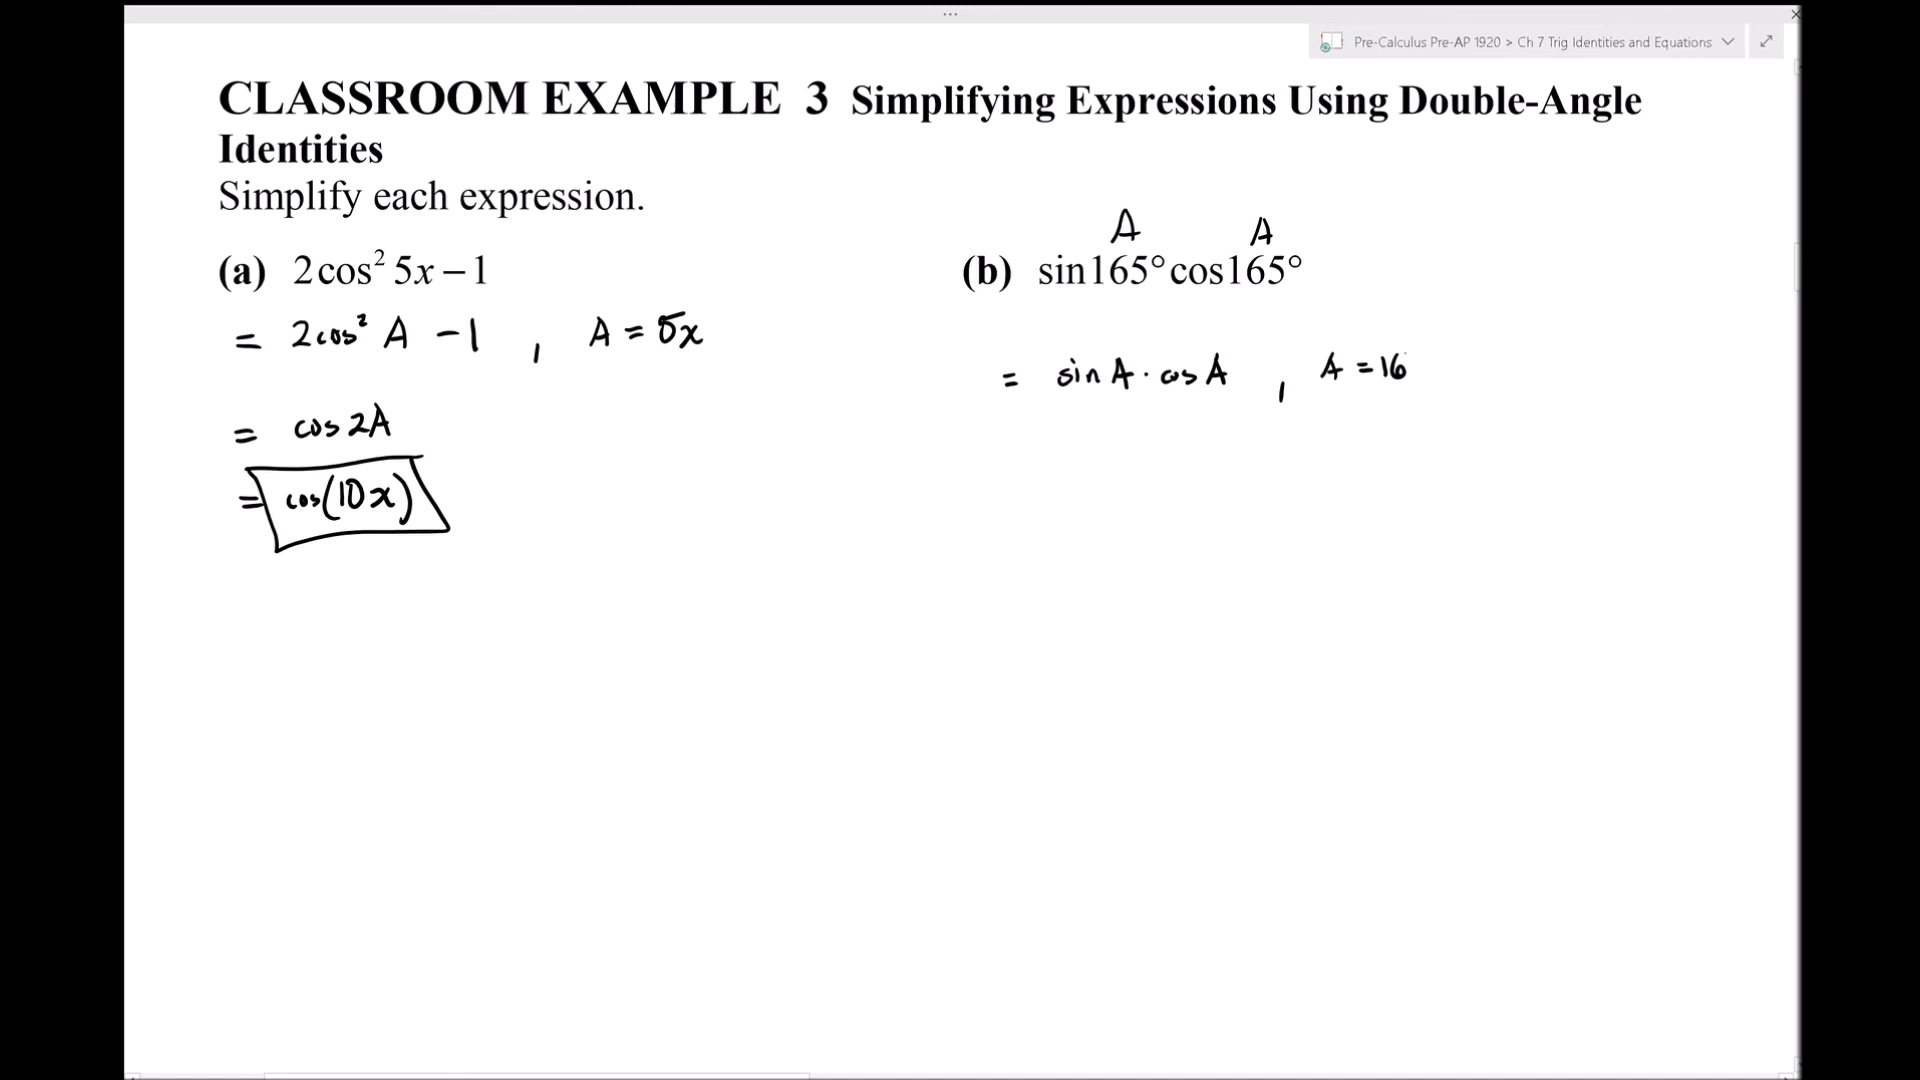 Pre-Calculus Pre-AP 1920 > Ch 7 Trig Identities and Equations
CLASSROOM EXAMPLE 3 Simplifying Expressions Using Double-Angle
Identities
Simplify each expression.
(a) 2cos² 5x − 1
= 2cos² A − 1 , A = 5x
= cos 2A
= cos(10x)
A A
(b) sin165°cos165°
= sin A · cos A , A = 16